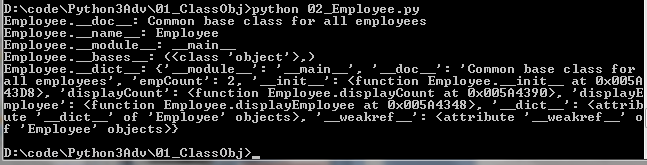 D:\code\Python3Adv\01_ClassObj>python 02_Employee.py
Employee.__doc__: Common base class for all employees
Employee.__name__: Employee
Employee.__module__: __main__
Employee.__bases__: (<class 'object'>,)
Employee.__dict__: {'__module__': '__main__', '__doc__': 'Common base class for
all employees', 'empCount': 2, '__init__': <function Employee.__init__ at 0x005A
43D8>, 'displayCount': <function Employee.displayCount at 0x005A4390>, 'displayE
mployee': <function Employee.displayEmployee at 0x005A4348>, '__dict__': <attrib
ute '__dict__' of 'Employee' objects>, '__weakref__': <attribute '__weakref__' o
f 'Employee' objects>}
D:\code\Python3Adv\01_ClassObj>_